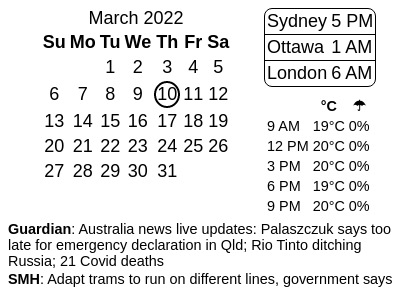 March 2022
Su Mo Tu We Th Fr Sa
1 2 3 4 5
6 7 8 9 10 11 12
13 14 15 16 17 18 19
20 21 22 23 24 25 26
27 28 29 30 31
Sydney 5 PM
Ottawa 1 AM
London 6 AM
°C ☂
9 AM 19°C 0%
12 PM 20°C 0%
3 PM 20°C 0%
6 PM 19°C 0%
9 PM 20°C 0%
Guardian: Australia news live updates: Palaszczuk says too
late for emergency declaration in Qld; Rio Tinto ditching
Russia; 21 Covid deaths
SMH: Adapt trams to run on different lines, government says